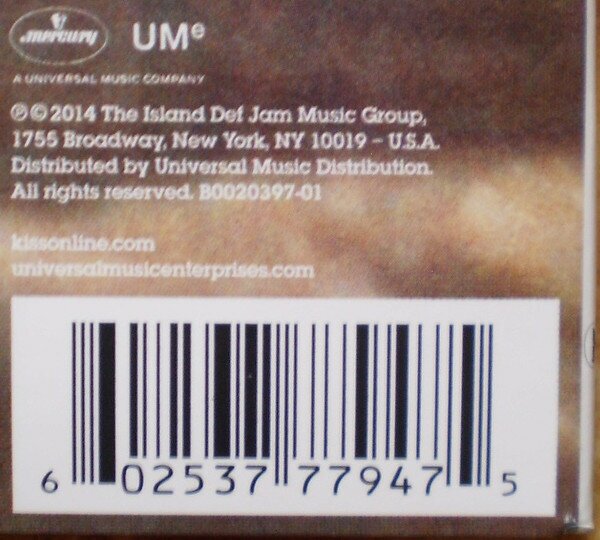 mercury UMe
A UNIVERSAL MUSIC COMPANY
℗©2014 The Island Def Jam Music Group,
1755 Broadway, New York, NY 10019 – U.S.A.
Distributed by Universal Music Distribution.
All rights reserved. B0020397-01
kissonline.com
universalmusicenterprises.com
6 02537 77947 5